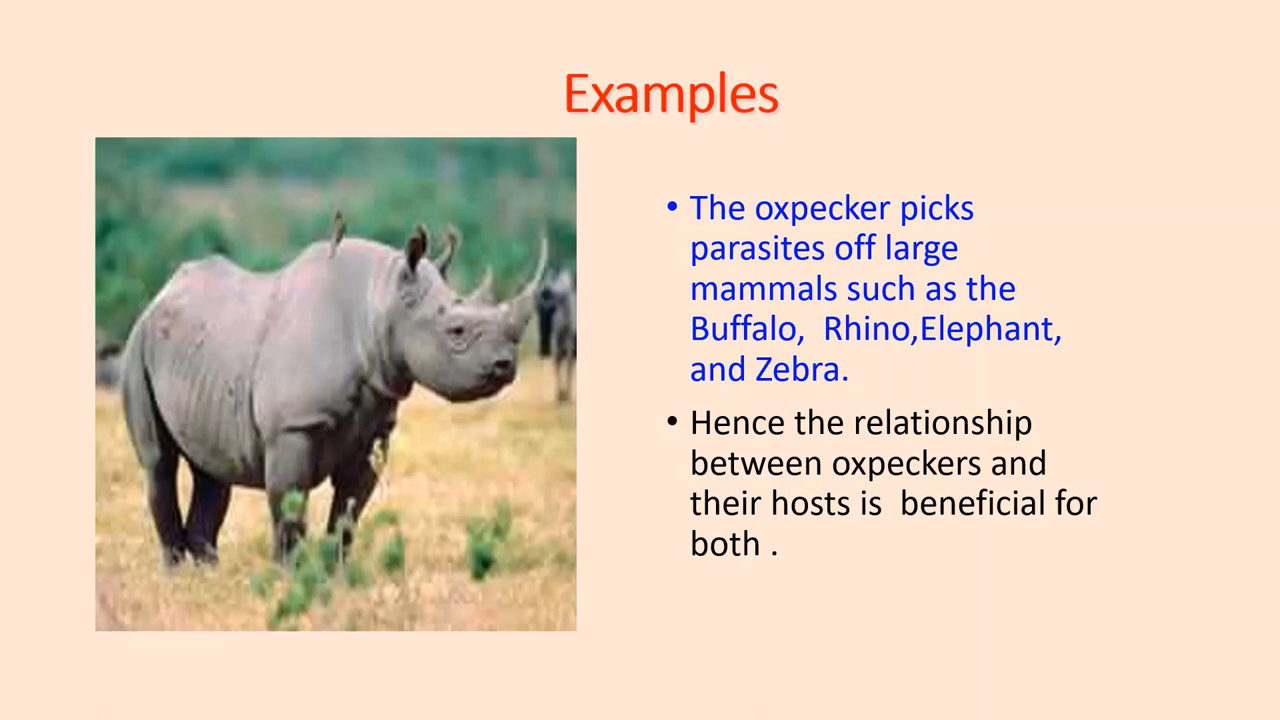 Examples
• The oxpecker picks
parasites off large
mammals such as the
Buffalo,  Rhino,Elephant,
and Zebra.
• Hence the relationship
between oxpeckers and
their hosts is  beneficial for
both .